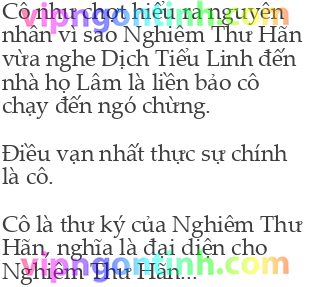 Cô như chợt hiểu ra nguyên
nhân vì sao Nghiêm Thư Hãn
vừa nghe Dịch Tiểu Linh đến
nhà họ Lâm là liền bảo cô
chạy đến ngó chừng.
Điều vạn nhất thực sự chính
là cô.
Cô là thư ký của Nghiêm Thư
Hãn, nghĩa là đại diện cho
Nghiêm Thư Hãn...
vipngontinh.com
vipngontinh.com